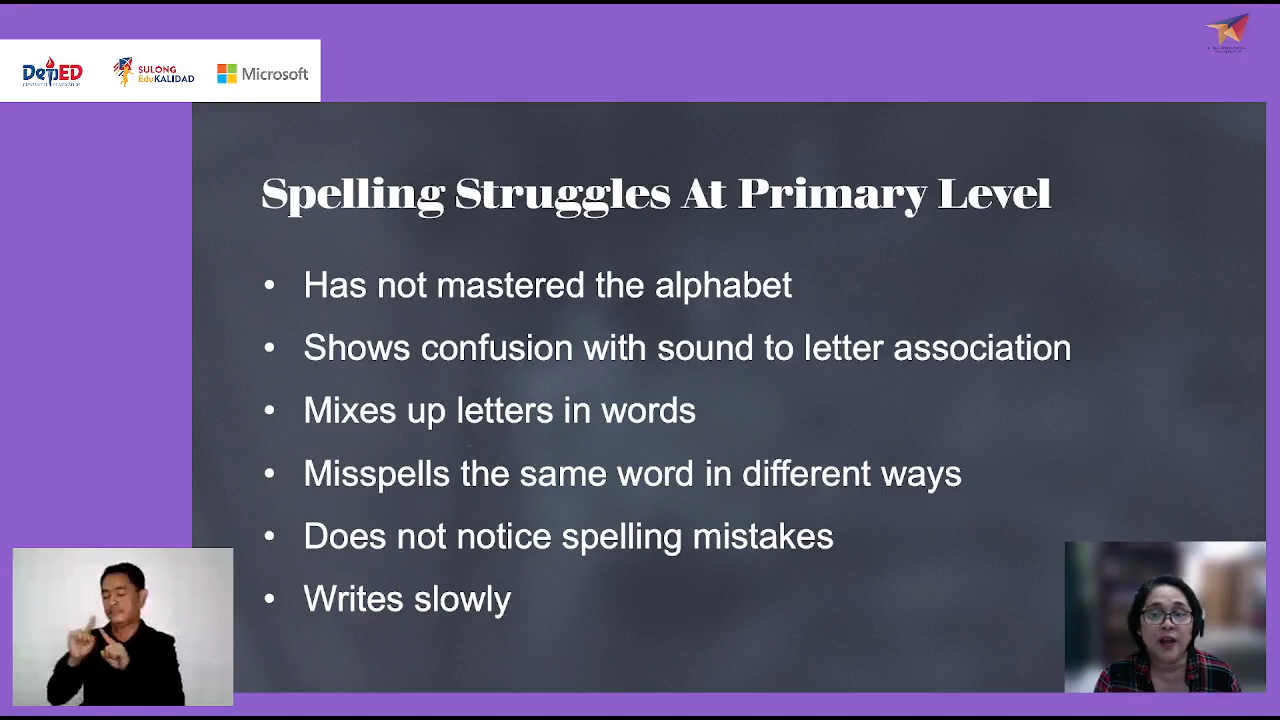 DepED
SULONG
EduKALIDAD
Microsoft
Spelling Struggles At Primary Level
• Has not mastered the alphabet
• Shows confusion with sound to letter association
• Mixes up letters in words
• Misspells the same word in different ways
• Does not notice spelling mistakes
• Writes slowly